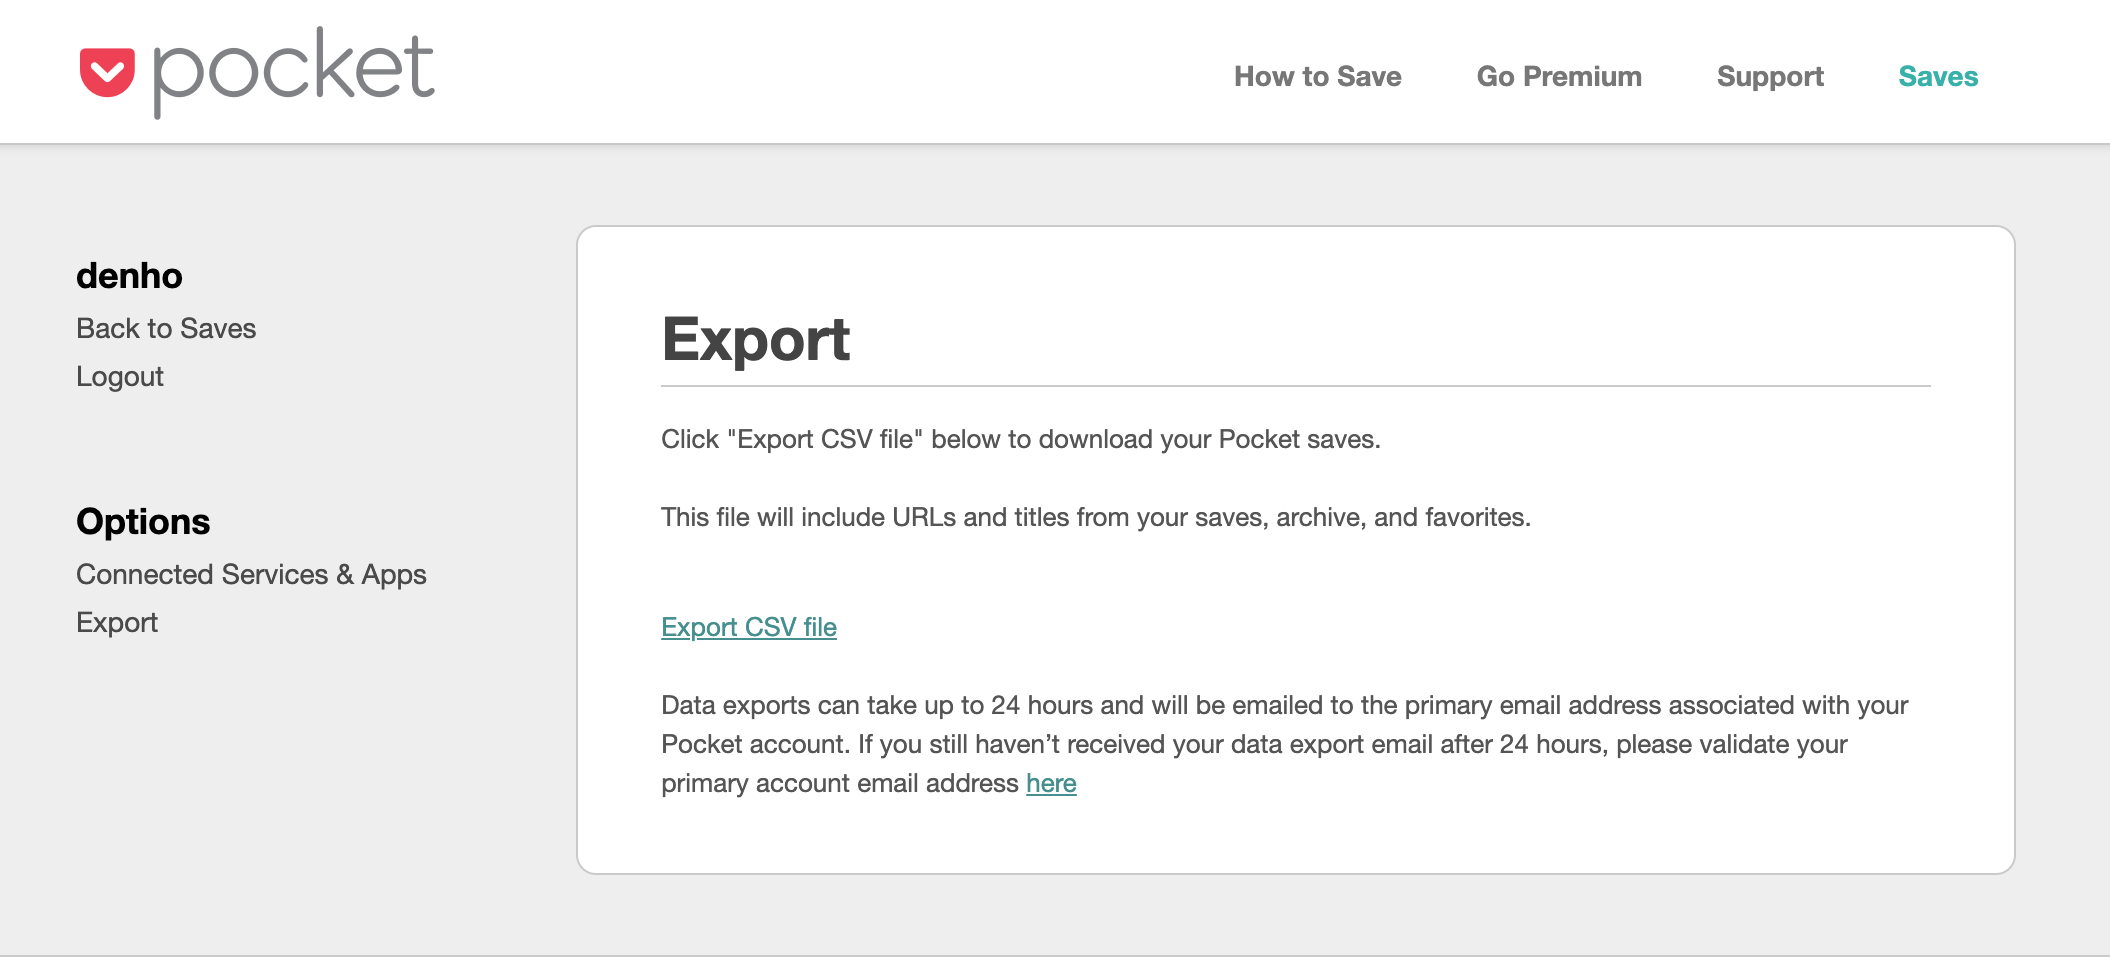 pocket
How to Save
Go Premium
Support
Saves
denho
Back to Saves
Logout
Options
Connected Services & Apps
Export
Export
Click "Export CSV file" below to download your Pocket saves.
This file will include URLs and titles from your saves, archive, and favorites.
Export CSV file
Data exports can take up to 24 hours and will be emailed to the primary email address associated with your
Pocket account. If you still haven’t received your data export email after 24 hours, please validate your
primary account email address here